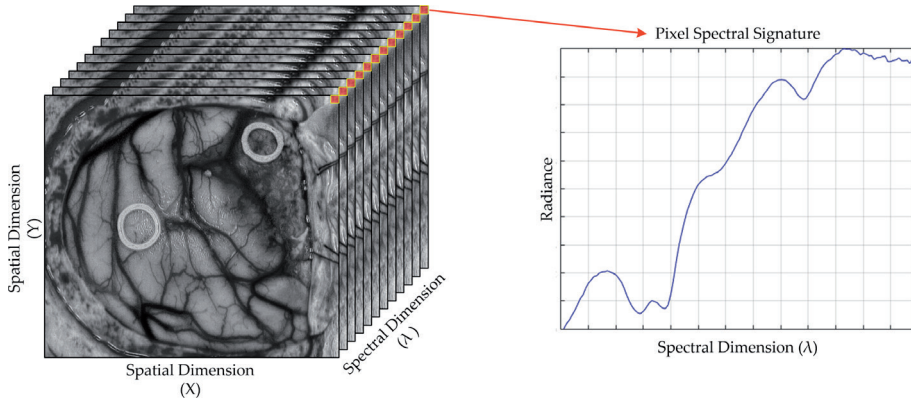 Pixel Spectral Signature
Spatial Dimension
(Y)
Spatial Dimension
(X)
Spectral Dimension
(λ)
Radiance
Spectral Dimension (λ)